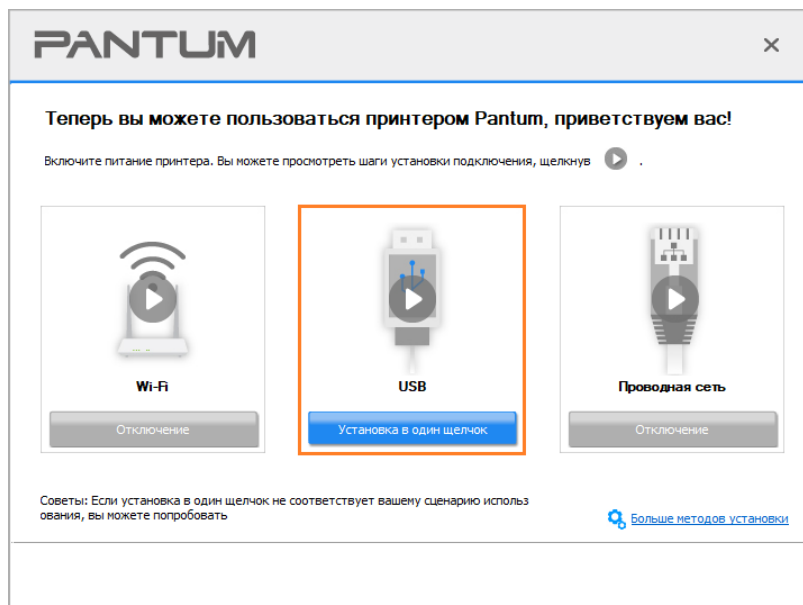 PANTUM
Теперь вы можете пользоваться принтером Pantum, приветствуем вас!
Включите питание принтера. Вы можете просмотреть шаги установки подключения, щелкнув .
Wi-Fi
USB
Проводная сеть
Отключение
Установка в один щелчок
Отключение
Советы: Если установка в один щелчок не соответствует вашему сценарию использ
ования, вы можете попробовать
Больше методов установки